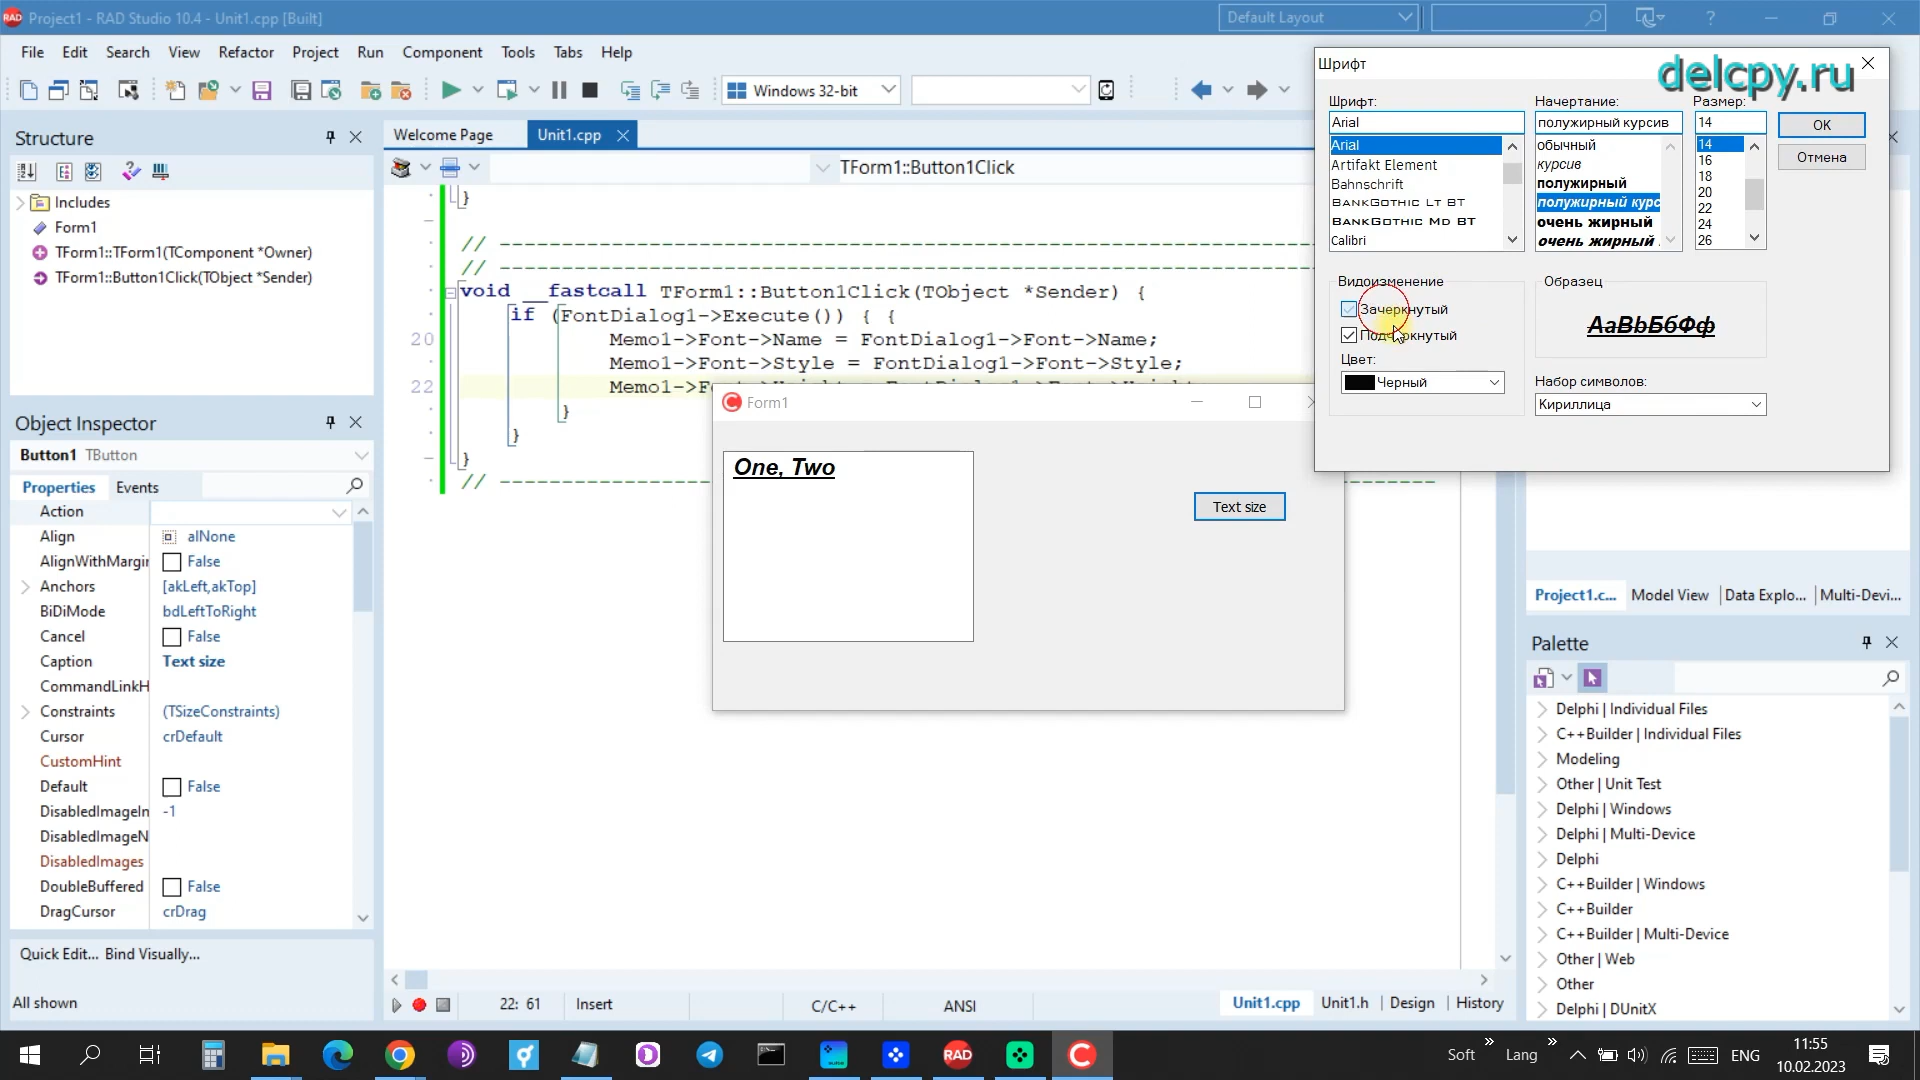 Project1 - RAD Studio 10.4 - Unit1.cpp [Built]
Default Layout
File Edit Search View Refactor Project Run Component Tools Tabs Help
Windows 32-bit
Structure
Includes
Form1
TForm1::TForm1(TComponent *Owner)
TForm1::Button1Click(TObject *Sender)
Object Inspector
Button1 TButton
Properties Events
Action
Align alNone
AlignWithMargin False
Anchors [akLeft,akTop]
BiDiMode bdLeftToRight
Cancel False
Caption Text size
CommandLinkH
Constraints (TSizeConstraints)
Cursor crDefault
CustomHint
Default False
DisabledImageIn -1
DisabledImageN
DisabledImages
DoubleBuffered False
DragCursor crDrag
Quick Edit... Bind Visually...
All shown
Welcome Page Unit1.cpp
TForm1::Button1Click
}
// ----------------------------------------------------------------
// ----------------------------------------------------------------
void __fastcall TForm1::Button1Click(TObject *Sender) {
if (FontDialog1->Execute()) { {
20 Memo1->Font->Name = FontDialog1->Font->Name;
Memo1->Font->Style = FontDialog1->Font->Style;
22 Memo1->Font->Height = FontDialog1->Font->Height
}
}
}
// ----------------------------------------------------------------
Form1
One, Two
Text size
22: 61 Insert C/C++ ANSI
Unit1.cpp Unit1.h Design History
Шрифт
delcpy.ru
Шрифт: Начертание: Размер:
Arial полужирный курсив 14
OK
Отмена
Arial
Artifakt Element
Bahnschrift
BankGothic Lt BT
BankGothic Md BT
Calibri
обычный
курсив
полужирный
полужирный курс
очень жирный
очень жирный
14
16
18
20
22
24
26
Видоизменение
Зачеркнутый
Подчеркнутый
Цвет:
Черный
Образец
АаВbБбФф
Набор символов:
Кириллица
Project1.c... Model View Data Explo... Multi-Devi...
Palette
Delphi | Individual Files
C++Builder | Individual Files
Modeling
Other | Unit Test
Delphi | Windows
Delphi | Multi-Device
Delphi
C++Builder | Windows
C++Builder
C++Builder | Multi-Device
Other | Web
Other
Delphi | DUnitX
RAD
Soft Lang ENG
11:55
10.02.2023